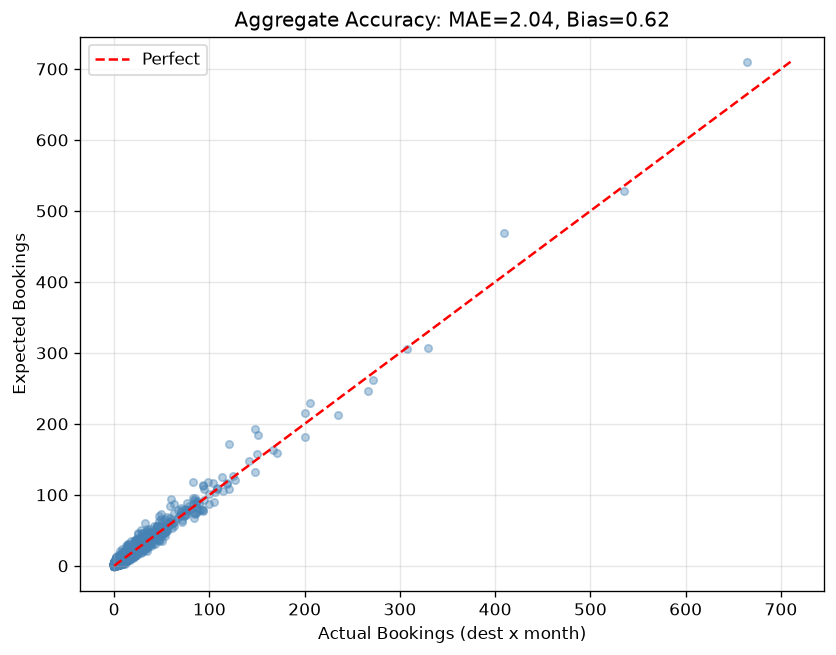 Aggregate Accuracy: MAE=2.04, Bias=0.62
Perfect
Expected Bookings
700
600
500
400
300
200
100
0
0 100 200 300 400 500 600 700
Actual Bookings (dest x month)